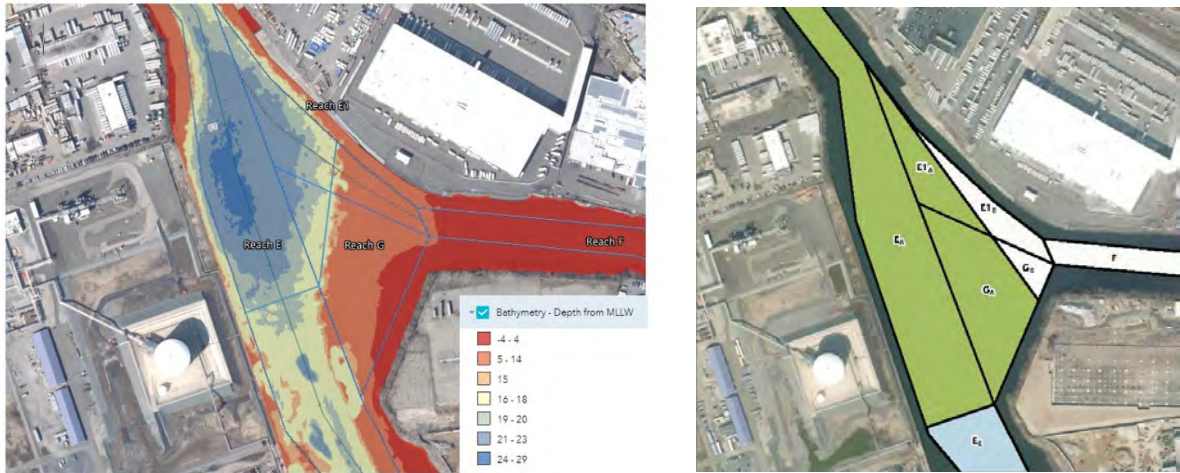 Reach E1
Reach E
Reach G
Reach F
Bathymetry - Depth from MLLW
-4 - 4
5 - 14
15
16 - 18
19 - 20
21 - 23
24 - 29
E1A
E1B
EA
GB
F
GA